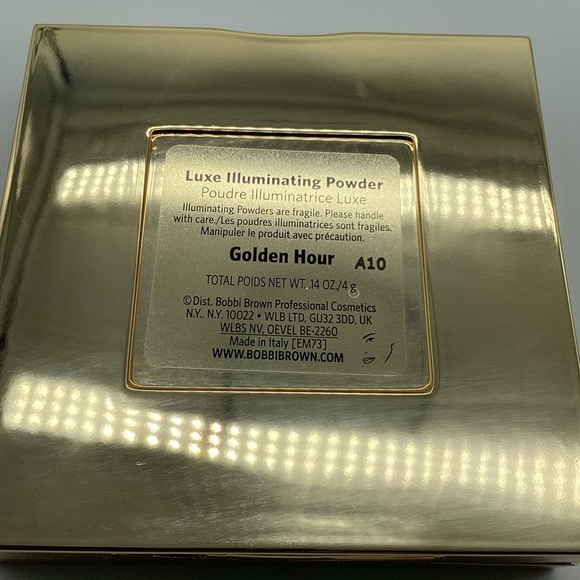 Luxe Illuminating Powder
Poudre Illuminatrice Luxe
Illuminating Powders are fragile. Please handle
with care./Les poudres illuminatrices sont fragiles.
Manipuler le produit avec précaution.
Golden Hour A10
TOTAL POIDS NET WT. .14 OZ./4 g
© Dist. Bobbi Brown Professional Cosmetics
N.Y., N.Y. 10022 • WLB LTD, GU32 3DD, UK
WLBS NV, OEVEL BE-2260
Made in Italy [EM73]
WWW.BOBBIBROWN.COM